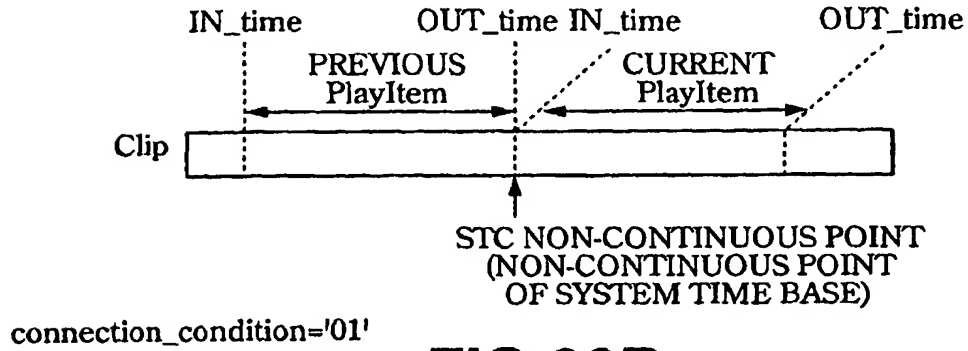 IN_time OUT_time IN_time OUT_time
PREVIOUS PlayItem
CURRENT PlayItem
Clip
STC NON-CONTINUOUS POINT
(NON-CONTINUOUS POINT
OF SYSTEM TIME BASE)
connection_condition='01'